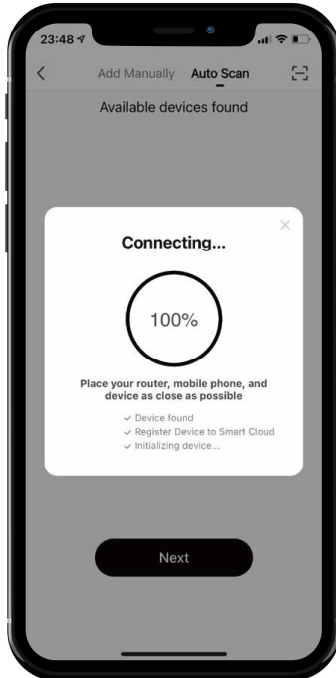 23:48
Add Manually Auto Scan
Available devices found
Connecting...
100%
Place your router, mobile phone, and
device as close as possible
✓ Device found
✓ Register Device to Smart Cloud
✓ Initializing device...
Next